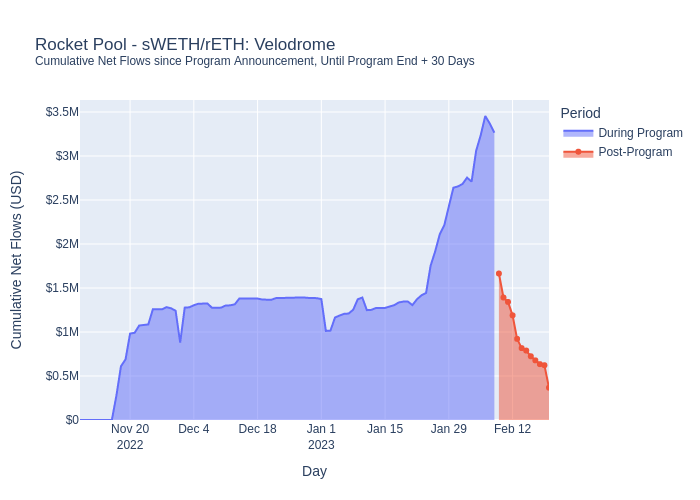 Rocket Pool - sWETH/rETH: Velodrome
Cumulative Net Flows since Program Announcement, Until Program End + 30 Days
Period
During Program
Post-Program
Cumulative Net Flows (USD)
$3.5M
$3M
$2.5M
$2M
$1.5M
$1M
$0.5M
$0
Nov 20
2022
Dec 4
Dec 18
Jan 1
2023
Jan 15
Jan 29
Feb 12
Day